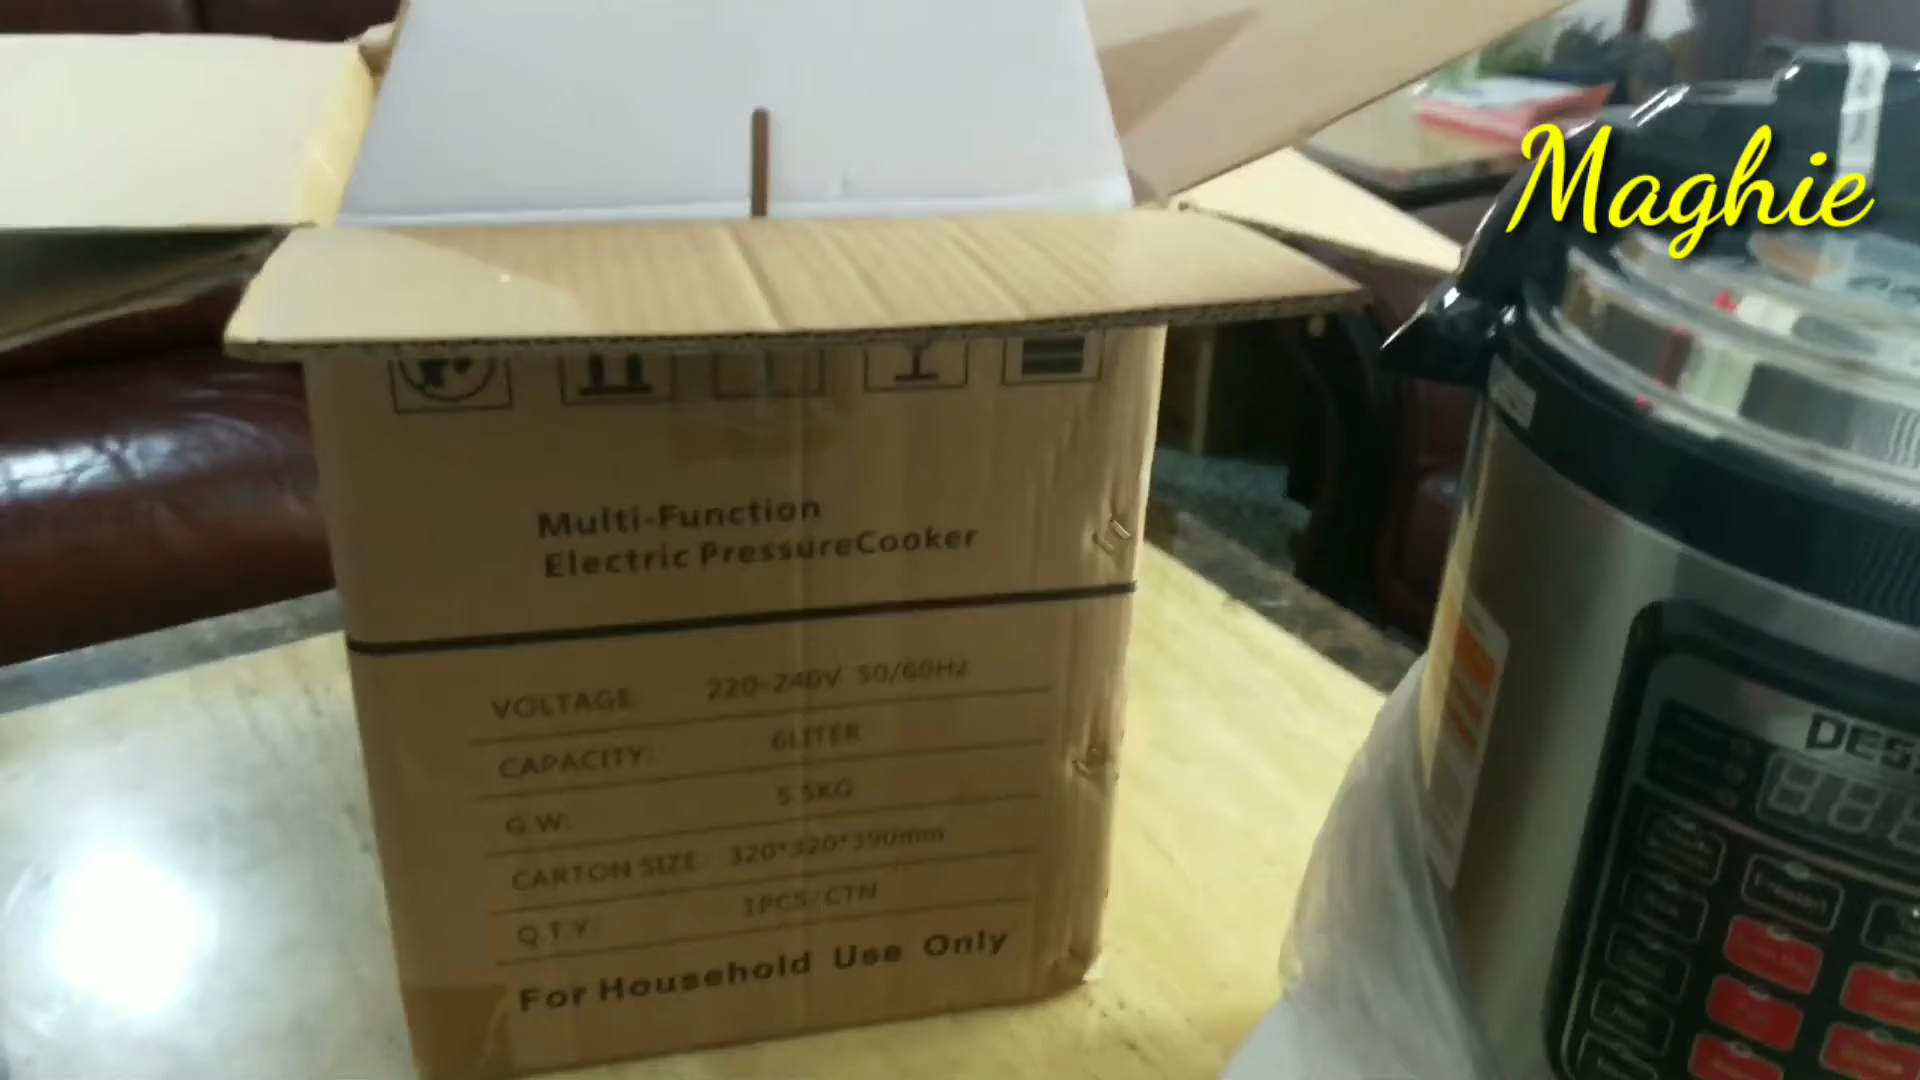 Maghie
Multi-Function
Electric PressureCooker
VOLTAGE: 220-240V 50/60Hz
CAPACITY: 6LITER
G.W: 5.5KG
CARTON SIZE: 320*320*390mm
Q.T.Y: 1PCS/CTN
For Household Use Only
DESS